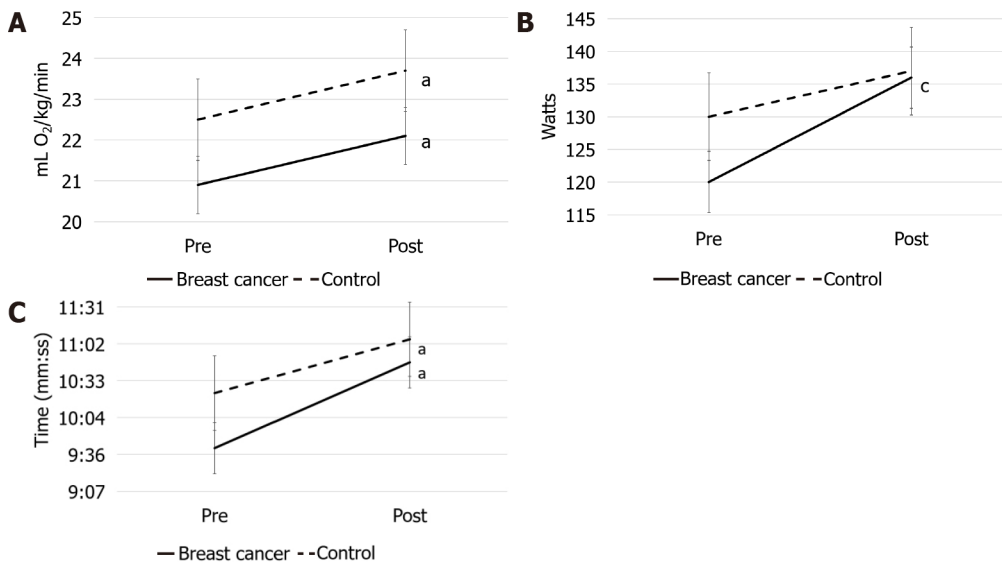 A
mL O₂/kg/min
25
24
23
22
21
20
a
a
Pre Post
Breast cancer Control
B
Watts
145
140
135
130
125
120
115
c
Pre Post
Breast cancer Control
C
Time (mm:ss)
11:31
11:02
10:33
10:04
9:36
9:07
a
a
Pre Post
Breast cancer Control